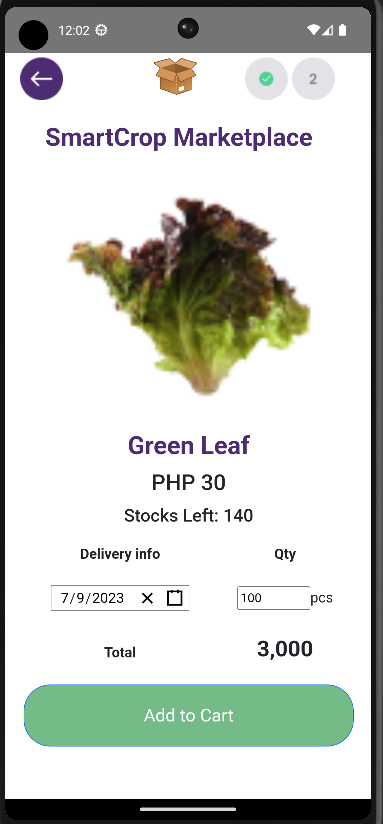 12:02
2
SmartCrop Marketplace
Green Leaf
PHP 30
Stocks Left: 140
Delivery info Qty
7/9/2023 100 pcs
Total 3,000
Add to Cart